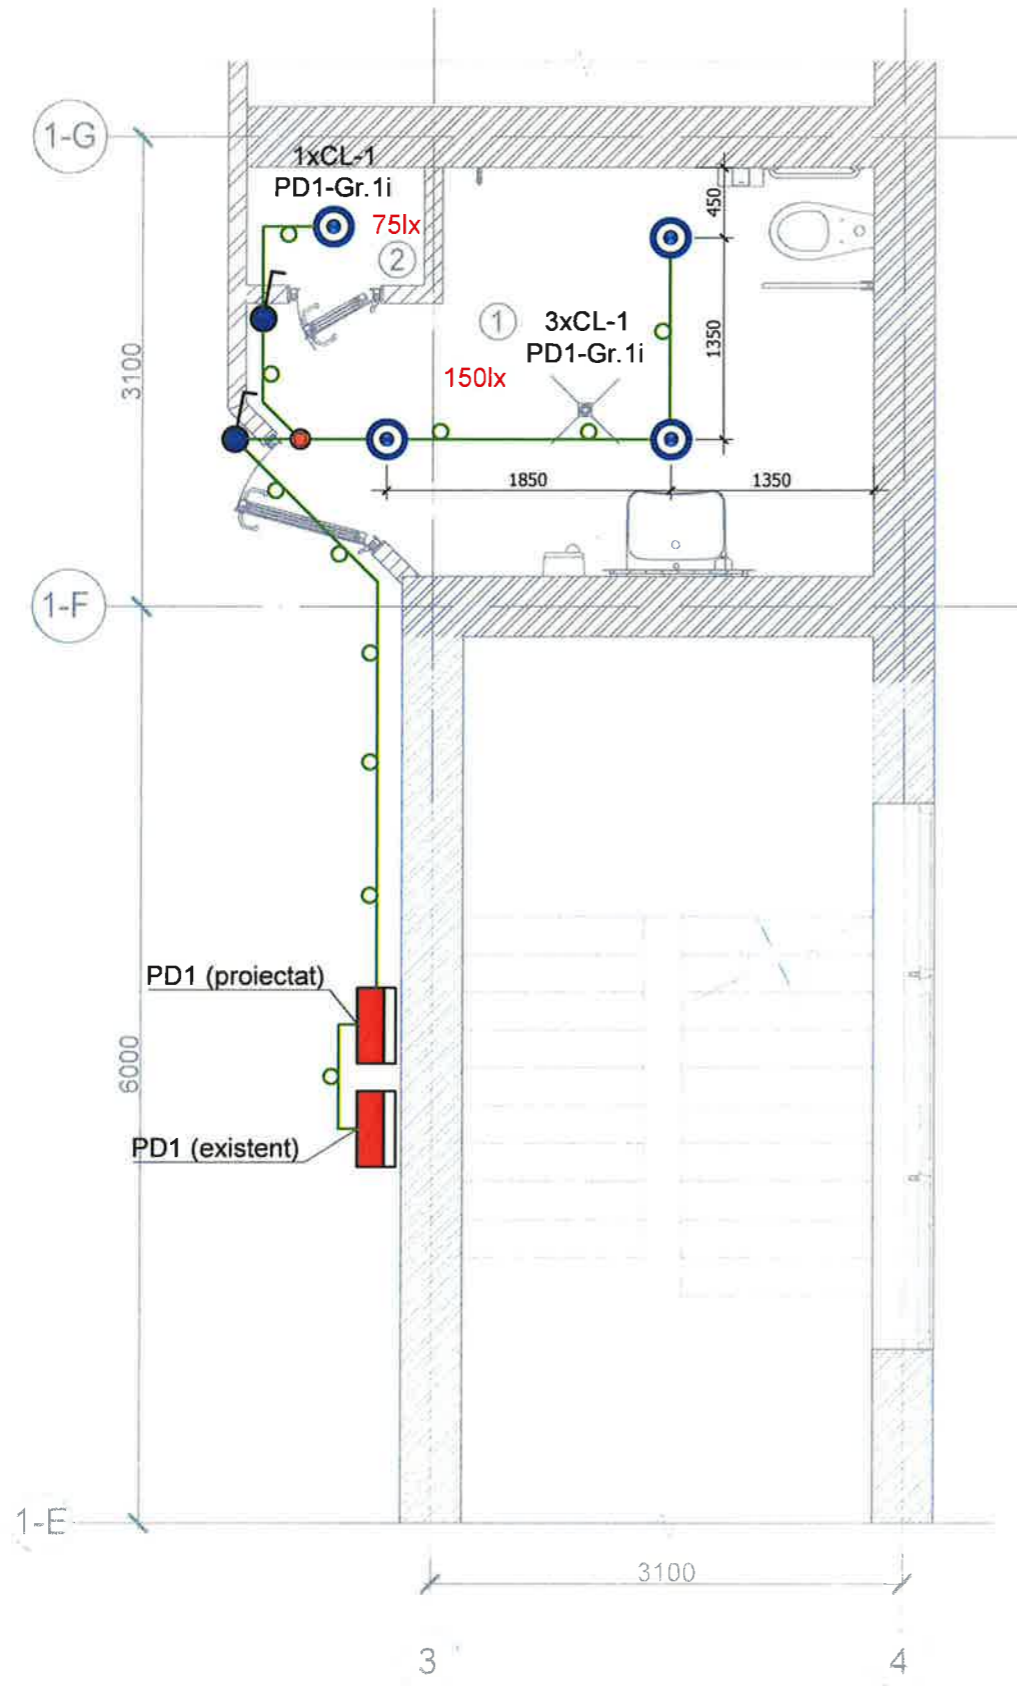 1-G
1xCL-1
PD1-Gr.1i
75lx
2
450
1
3xCL-1
PD1-Gr.1i
1350
3100
150lx
1850
1350
1-F
PD1 (proiectat)
6000
PD1 (existent)
1-E
3100
3
4